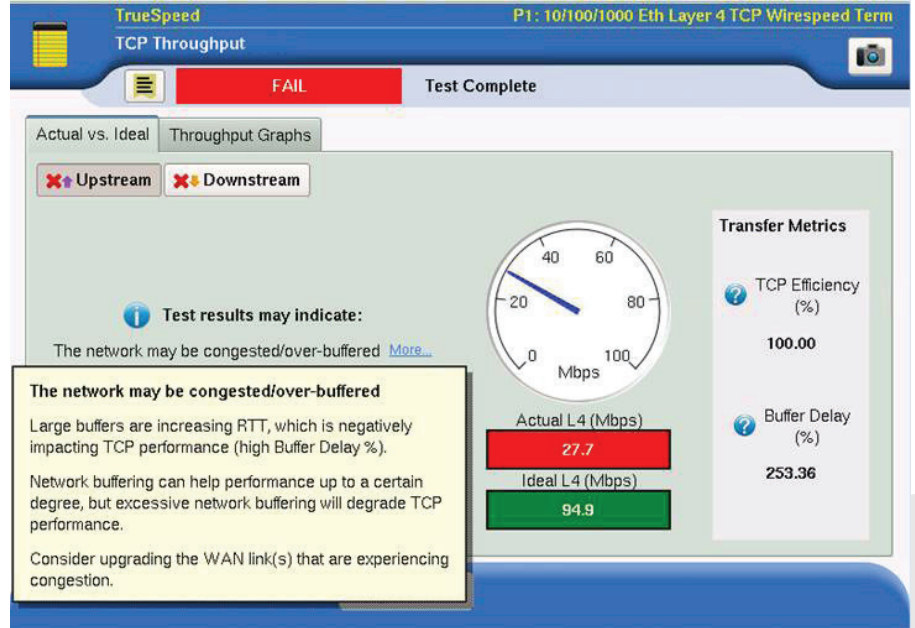 TrueSpeed
P1: 10/100/1000 Eth Layer 4 TCP Wirespeed Term
TCP Throughput
FAIL
Test Complete
Actual vs. Ideal
Throughput Graphs
Upstream
Downstream
Test results may indicate:
The network may be congested/over-buffered More...
The network may be congested/over-buffered
Large buffers are increasing RTT, which is negatively
impacting TCP performance (high Buffer Delay %).
Network buffering can help performance up to a certain
degree, but excessive network buffering will degrade TCP
performance.
Consider upgrading the WAN link(s) that are experiencing
congestion.
40 60
20 80
0 100
Mbps
Actual L4 (Mbps)
27.7
Ideal L4 (Mbps)
94.9
Transfer Metrics
TCP Efficiency
(%)
100.00
Buffer Delay
(%)
253.36